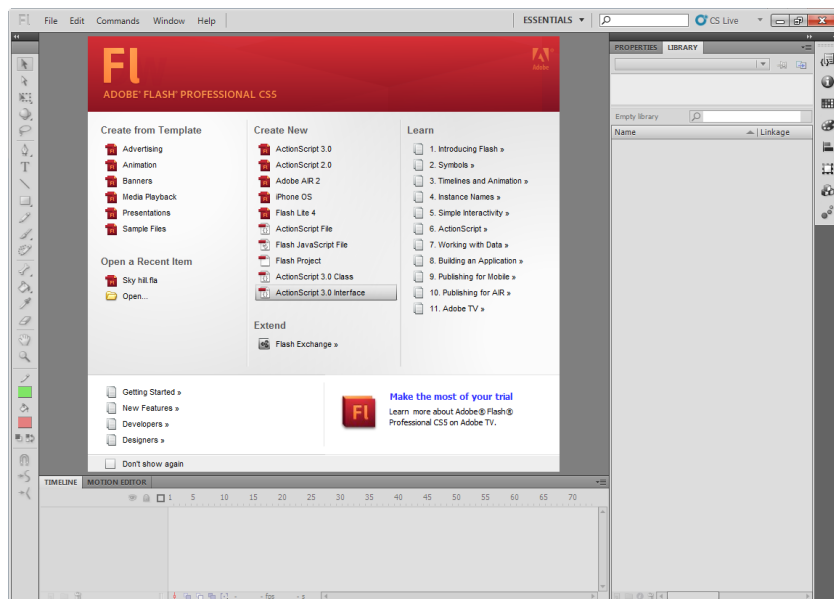 Fl File Edit Commands Window Help ESSENTIALS CS Live
PROPERTIES LIBRARY
Fl
Adobe
ADOBE® FLASH® PROFESSIONAL CS5
Empty library
Name Linkage
Create from Template
Advertising
Animation
Banners
Media Playback
Presentations
Sample Files
Open a Recent Item
Sky hill.fla
Open...
Create New
ActionScript 3.0
ActionScript 2.0
Adobe AIR 2
iPhone OS
Flash Lite 4
ActionScript File
Flash JavaScript File
Flash Project
ActionScript 3.0 Class
ActionScript 3.0 Interface
Extend
Flash Exchange »
Learn
1. Introducing Flash »
2. Symbols »
3. Timelines and Animation »
4. Instance Names »
5. Simple Interactivity »
6. ActionScript »
7. Working with Data »
8. Building an Application »
9. Publishing for Mobile »
10. Publishing for AIR »
11. Adobe TV »
Getting Started »
New Features »
Developers »
Designers »
Fl
Make the most of your trial
Learn more about Adobe® Flash®
Professional CS5 on Adobe TV.
Don't show again
TIMELINE MOTION EDITOR
1 5 10 15 20 25 30 35 40 45 50 55 60 65 70
- - fps - s